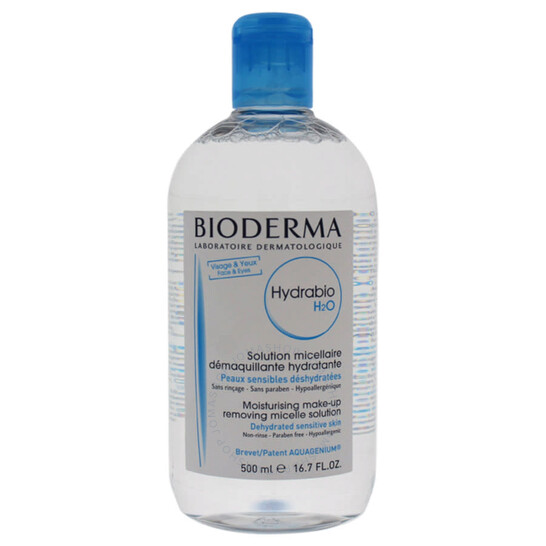 BIODERMA
LABORATOIRE DERMATOLOGIQUE
Visage & Yeux
Face & Eyes
Hydrabio
H2O
Solution micellaire
démaquillante hydratante
Peaux sensibles déshydratées
Sans rinçage - Sans paraben - Hypoallergénique
Moisturising make-up
removing micelle solution
Dehydrated sensitive skin
Non-rinse - Paraben free - Hypoallergenic
Brevet/Patent AQUAGENIUM®
500 ml ℮ 16.7 FL.OZ.